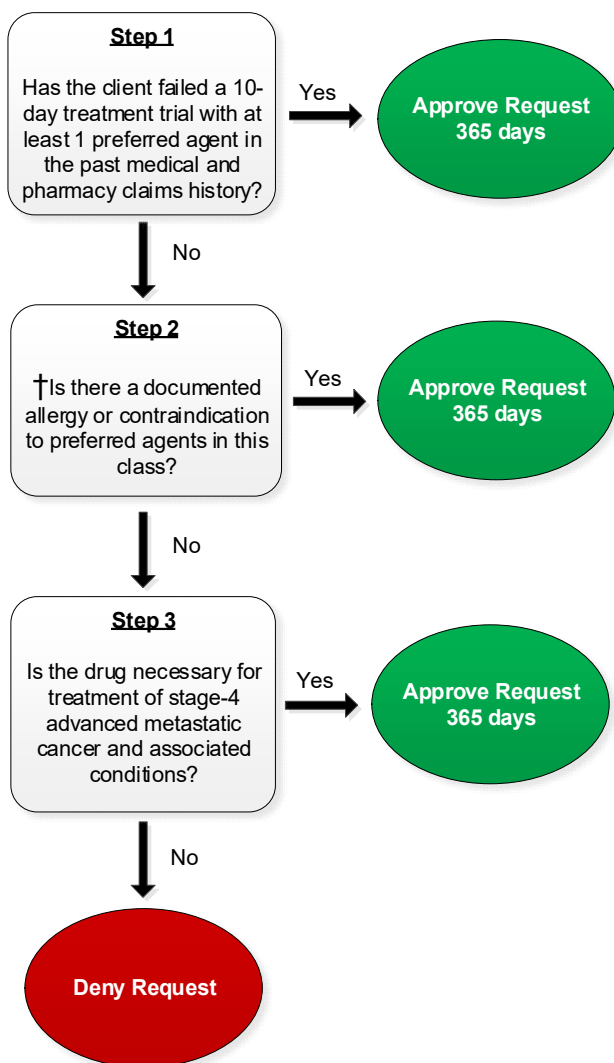 Step 1
Has the client failed a 10-
day treatment trial with at
least 1 preferred agent in
the past medical and
pharmacy claims history?
Yes
Approve Request
365 days
No
Step 2
†Is there a documented
allergy or contraindication
to preferred agents in this
class?
Yes
Approve Request
365 days
No
Step 3
Is the drug necessary for
treatment of stage-4
advanced metastatic
cancer and associated
conditions?
Yes
Approve Request
365 days
No
Deny Request